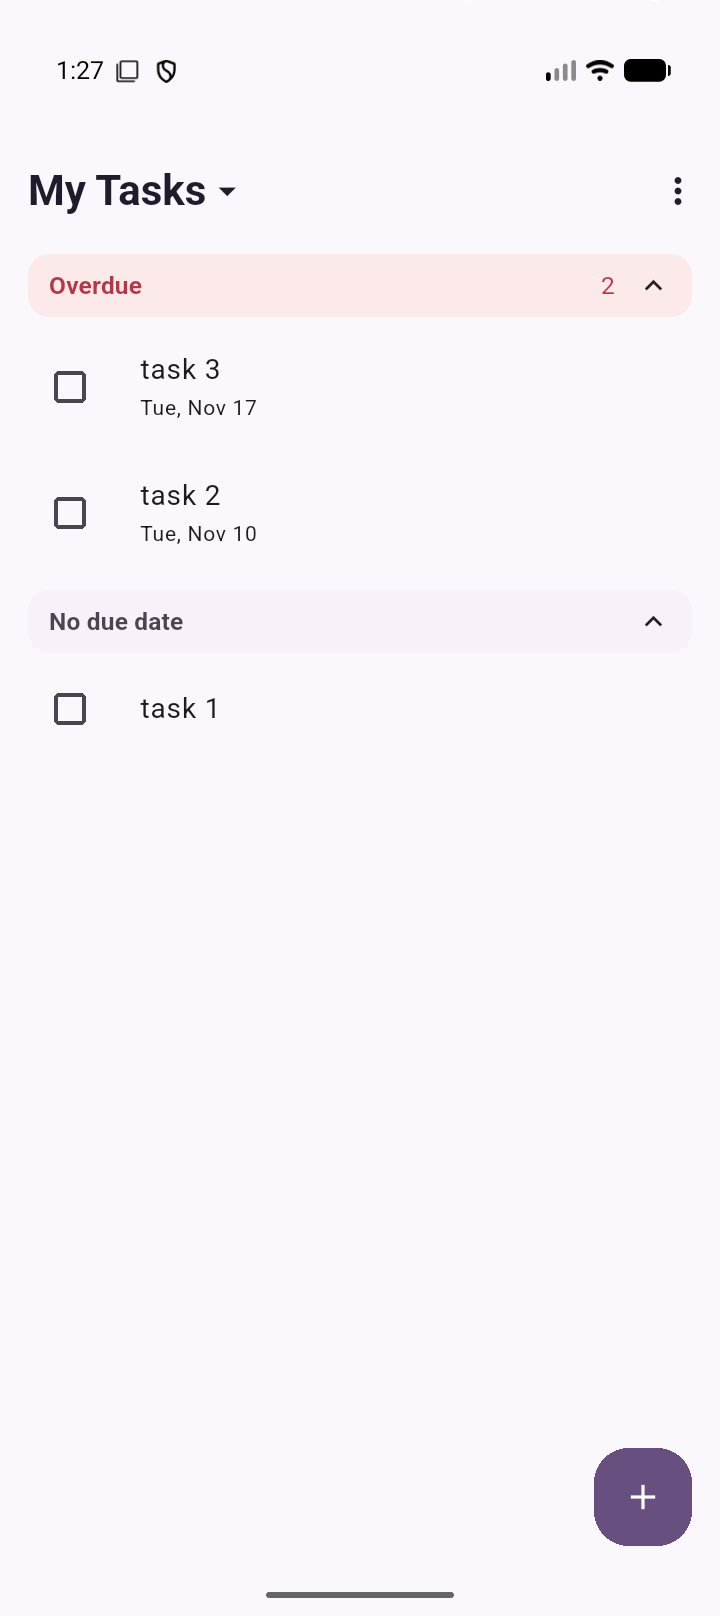 1:27
My Tasks
Overdue 2
task 3
Tue, Nov 17
task 2
Tue, Nov 10
No due date
task 1